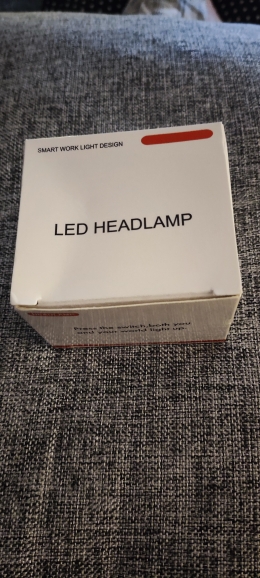 SMART WORK LIGHT DESIGN
LED HEADLAMP
Press the switch,both you
and your world light up.